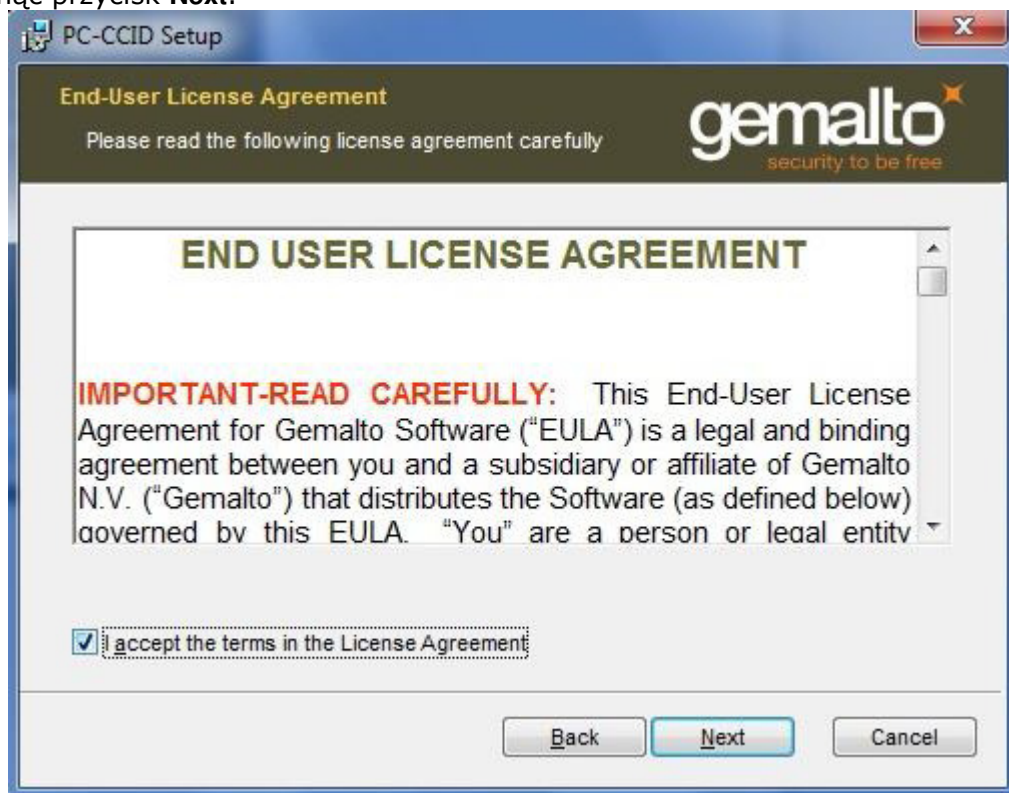 przycisk Next.
PC-CCID Setup
End-User License Agreement
Please read the following license agreement carefully
gemalto
security to be free
END USER LICENSE AGREEMENT
IMPORTANT-READ CAREFULLY: This End-User License
Agreement for Gemalto Software (“EULA”) is a legal and binding
agreement between you and a subsidiary or affiliate of Gemalto
N.V. (“Gemalto”) that distributes the Software (as defined below)
governed by this EULA. “You” are a person or legal entity
I accept the terms in the License Agreement
Back
Next
Cancel